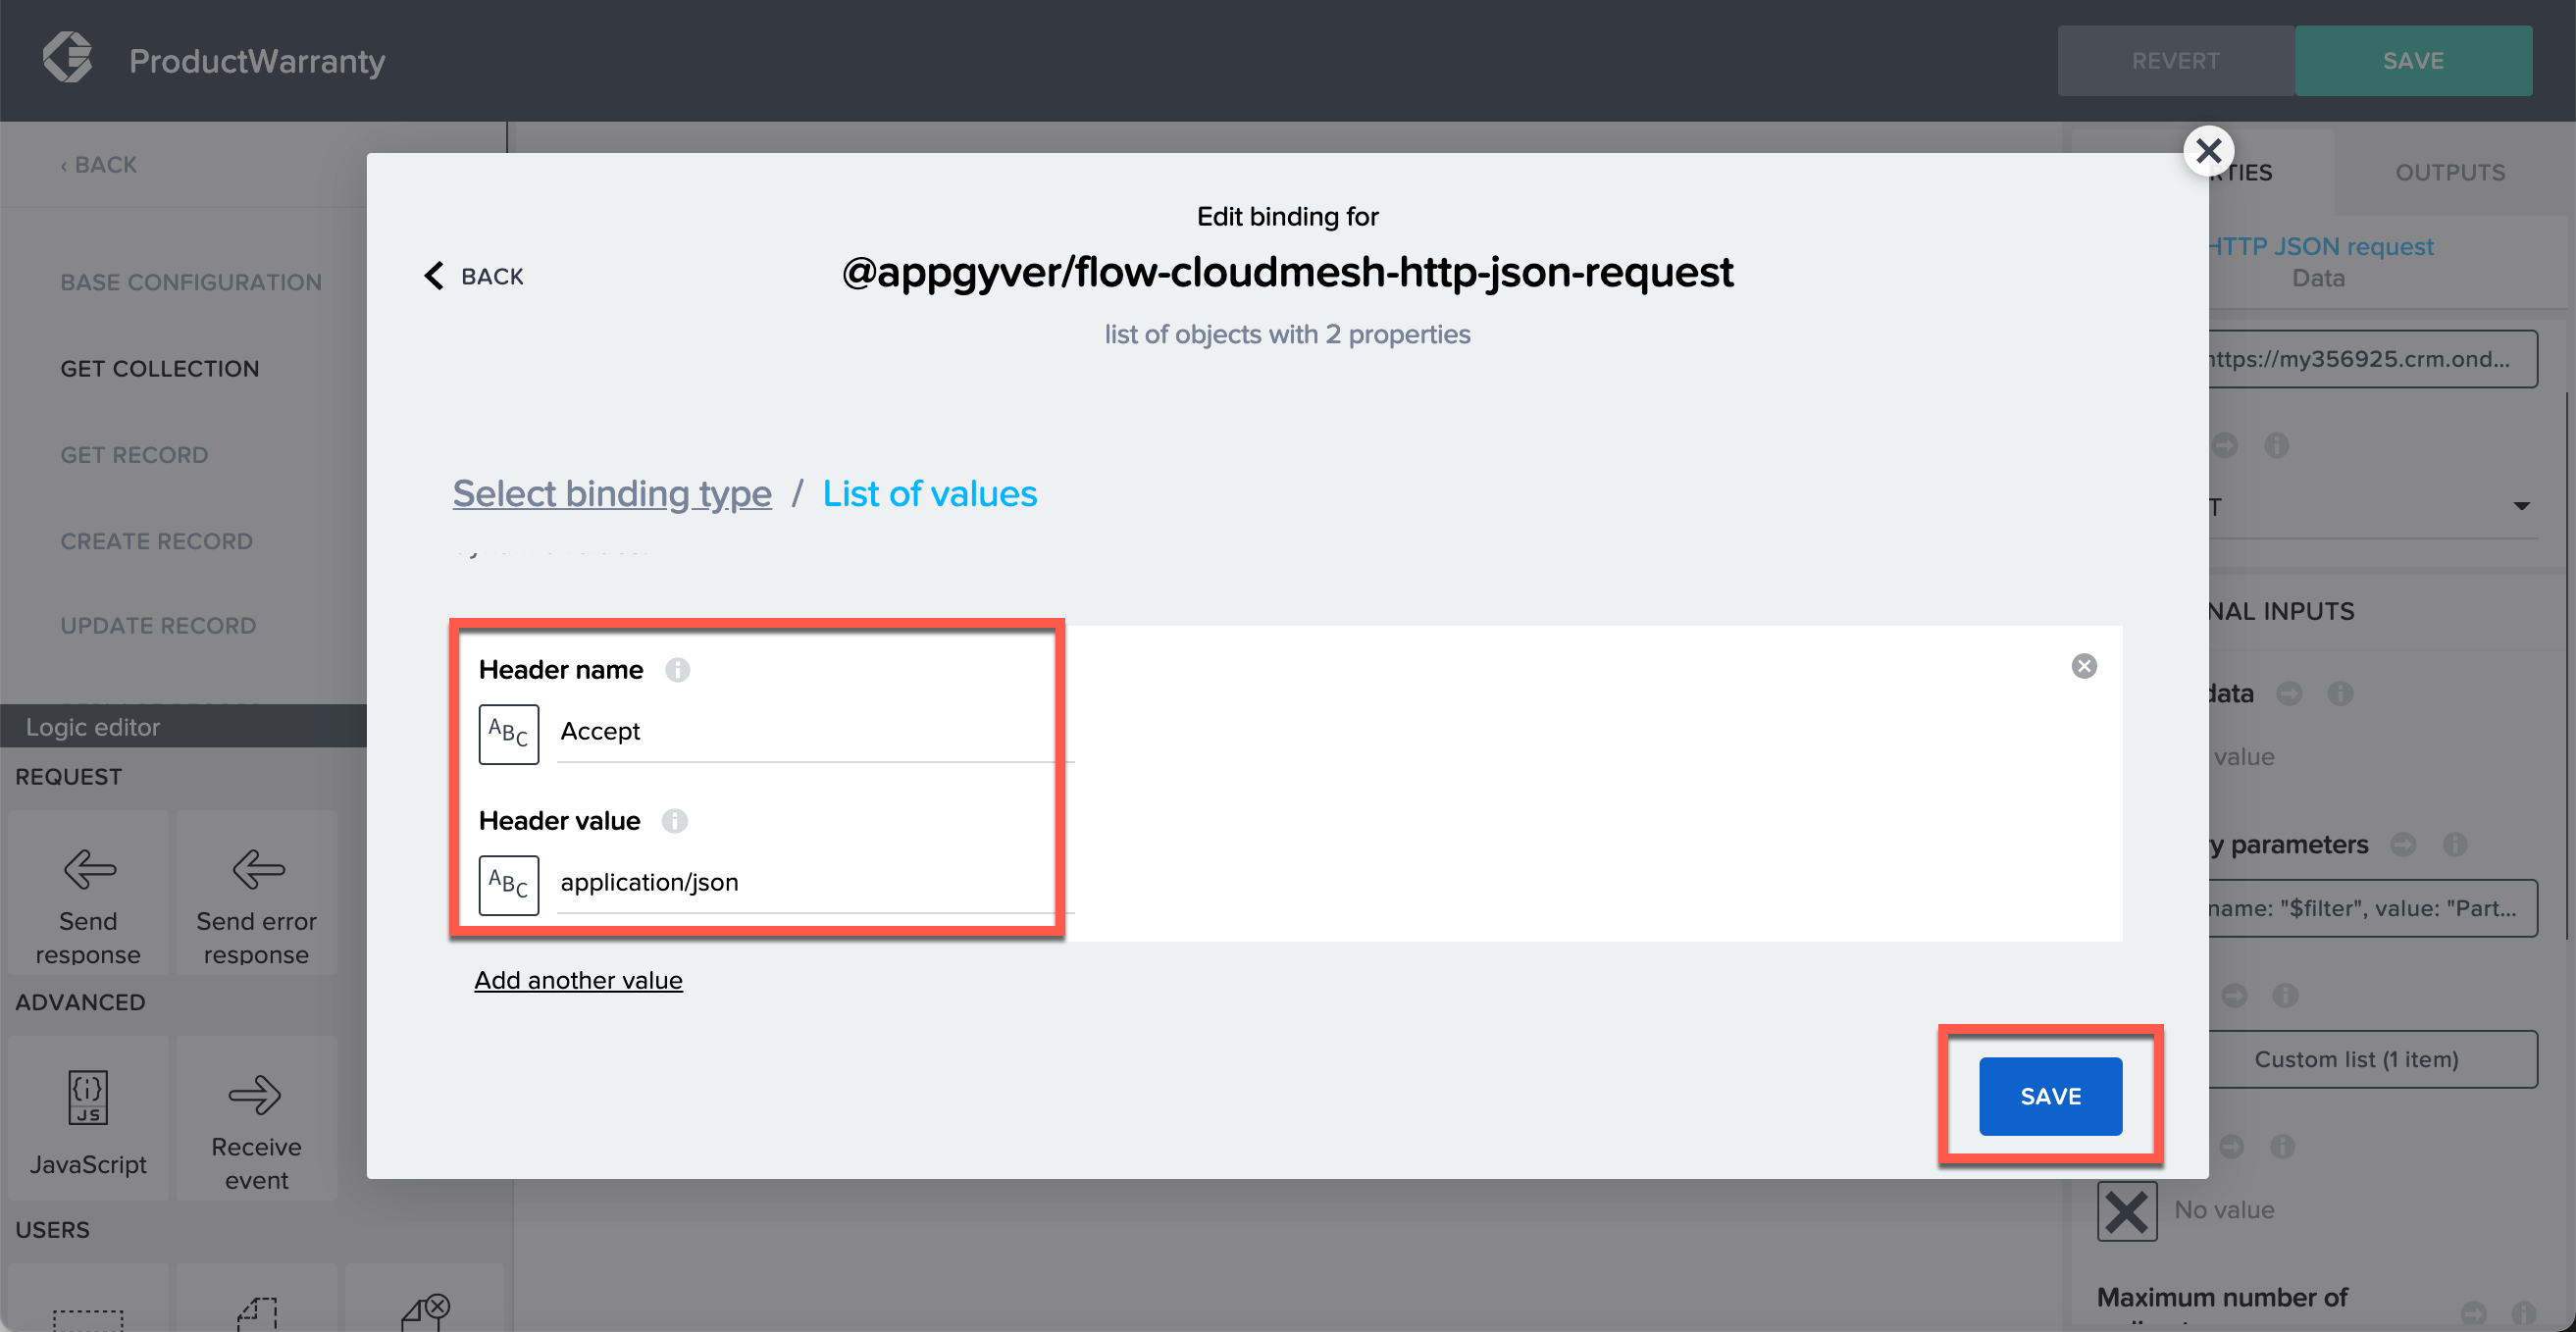 ProductWarranty
REVERT
SAVE
‹ BACK
BASE CONFIGURATION
GET COLLECTION
GET RECORD
CREATE RECORD
UPDATE RECORD
Logic editor
REQUEST
Send response
Send error response
ADVANCED
JS
JavaScript
Receive event
USERS
BACK
Edit binding for
@appgyver/flow-cloudmesh-http-json-request
list of objects with 2 properties
Select binding type / List of values
Header name
ABC Accept
Header value
ABC application/json
Add another value
SAVE
OUTPUTS
HTTP JSON request
Data
https://my356925.crm.ond...
value
parameters
name: "$filter", value: "Part...
Custom list (1 item)
No value
INPUTS
Maximum number of